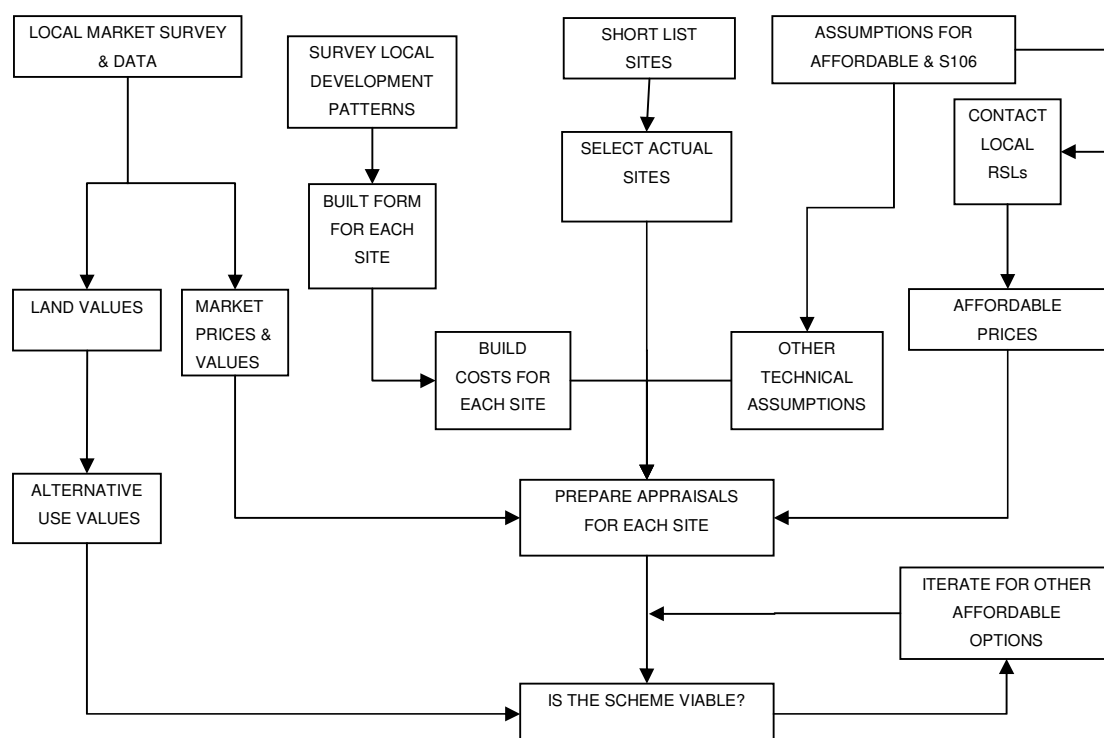 LOCAL MARKET SURVEY
& DATA
SURVEY LOCAL
DEVELOPMENT
PATTERNS
SHORT LIST
SITES
ASSUMPTIONS FOR
AFFORDABLE & S106
CONTACT
LOCAL
RSLs
SELECT ACTUAL
SITES
BUILT FORM
FOR EACH
SITE
LAND VALUES
MARKET
PRICES &
VALUES
BUILD
COSTS FOR
EACH SITE
OTHER
TECHNICAL
ASSUMPTIONS
AFFORDABLE
PRICES
ALTERNATIVE
USE VALUES
PREPARE APPRAISALS
FOR EACH SITE
ITERATE FOR OTHER
AFFORDABLE
OPTIONS
IS THE SCHEME VIABLE?